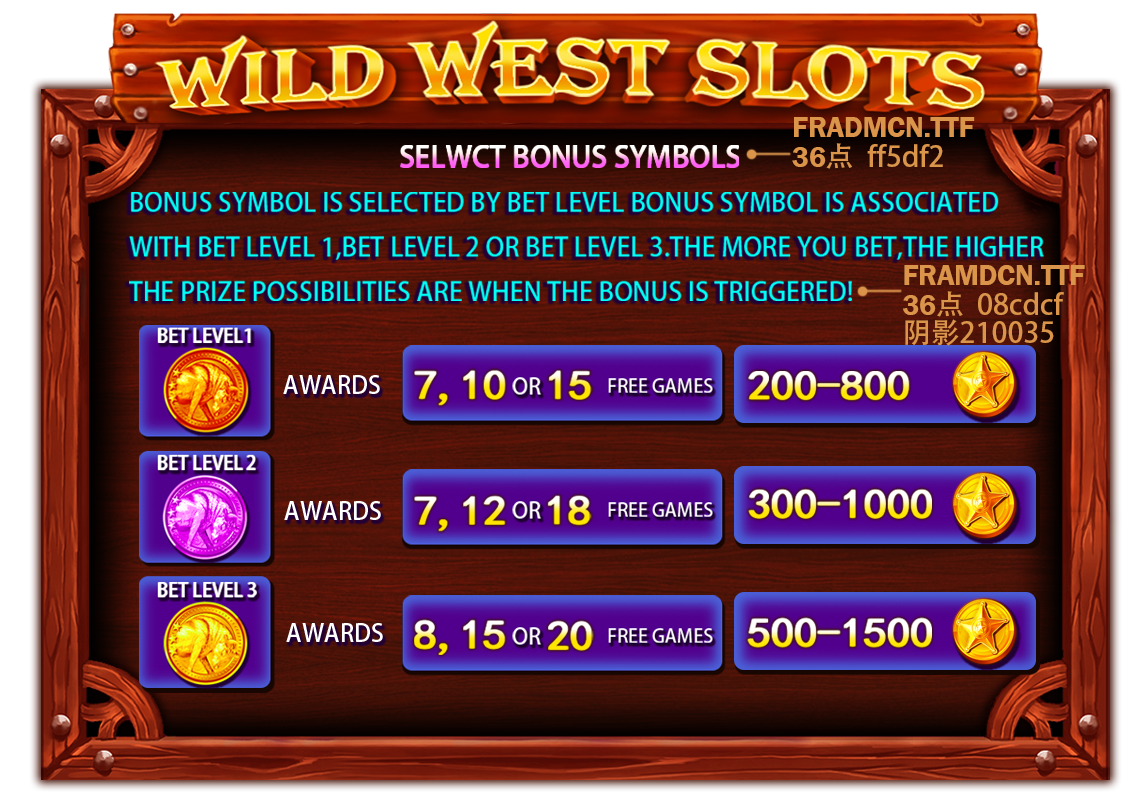 WILD WEST SLOTS
FRADMCN.TTF
SELWCT BONUS SYMBOLS
36点 ff5df2
BONUS SYMBOL IS SELECTED BY BET LEVEL BONUS SYMBOL IS ASSOCIATED
WITH BET LEVEL 1,BET LEVEL 2 OR BET LEVEL 3.THE MORE YOU BET,THE HIGHER
THE PRIZE POSSIBILITIES ARE WHEN THE BONUS IS TRIGGERED!
FRAMDCN.TTF
36点 08cdcf
阴影210035
BET LEVEL1
AWARDS
7, 10 OR 15 FREE GAMES
200-800
BET LEVEL 2
AWARDS
7, 12 OR 18 FREE GAMES
300-1000
BET LEVEL 3
AWARDS
8, 15 OR 20 FREE GAMES
500-1500